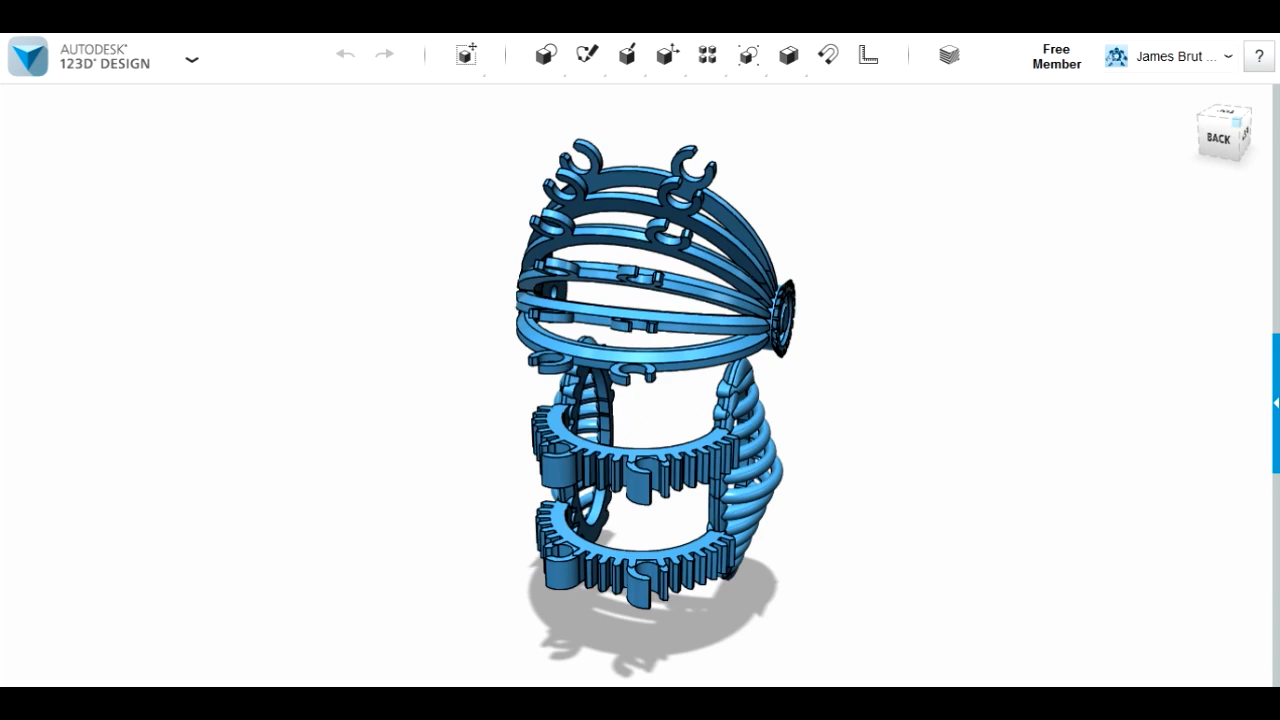 AUTODESK®
123D® DESIGN
Free
Member
James Brut ...
?
BACK